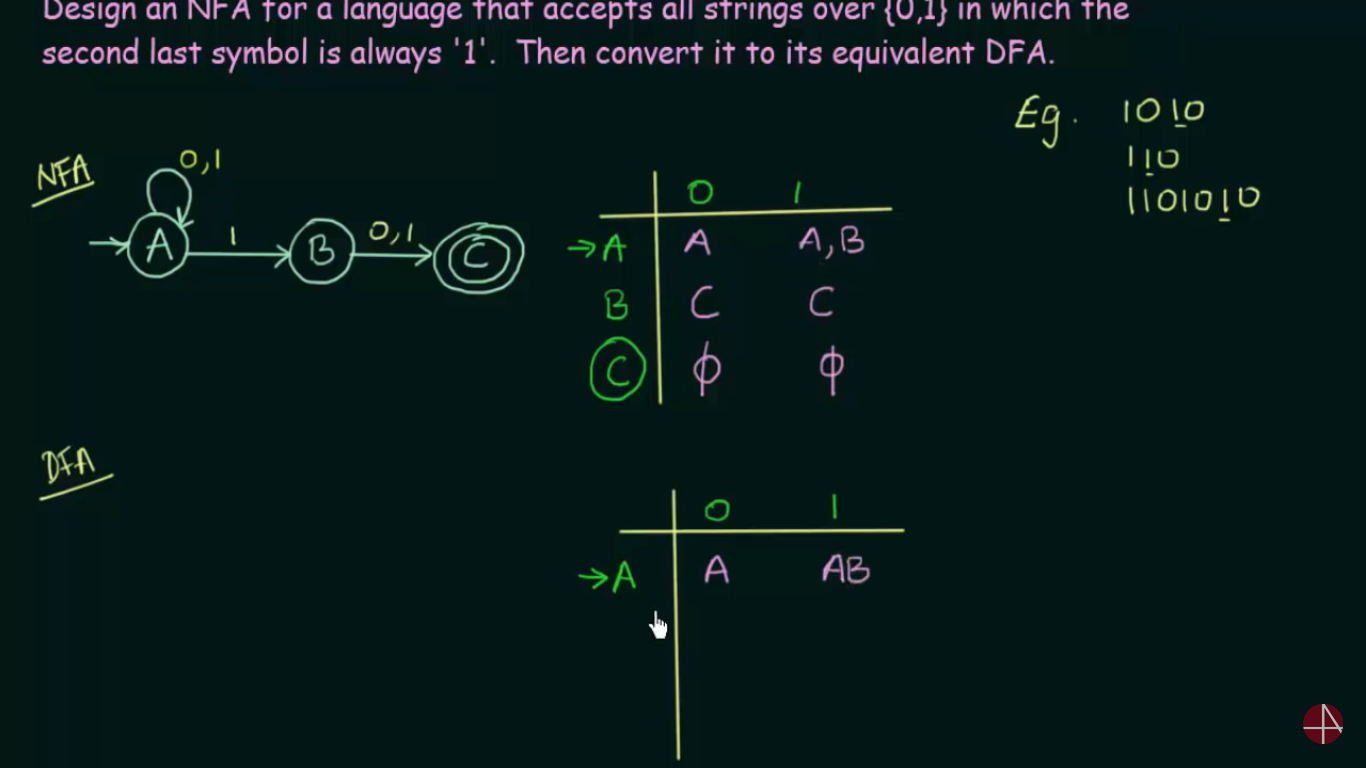 Design an NFA for a language that accepts all strings over {0,1} in which the
second last symbol is always '1'. Then convert it to its equivalent DFA.
Eg. 1010
110
1101010
NFA
0,1
A 1 B 0,1 C
0 1
→A A A,B
B C C
C ϕ ϕ
DFA
0 1
→A A AB